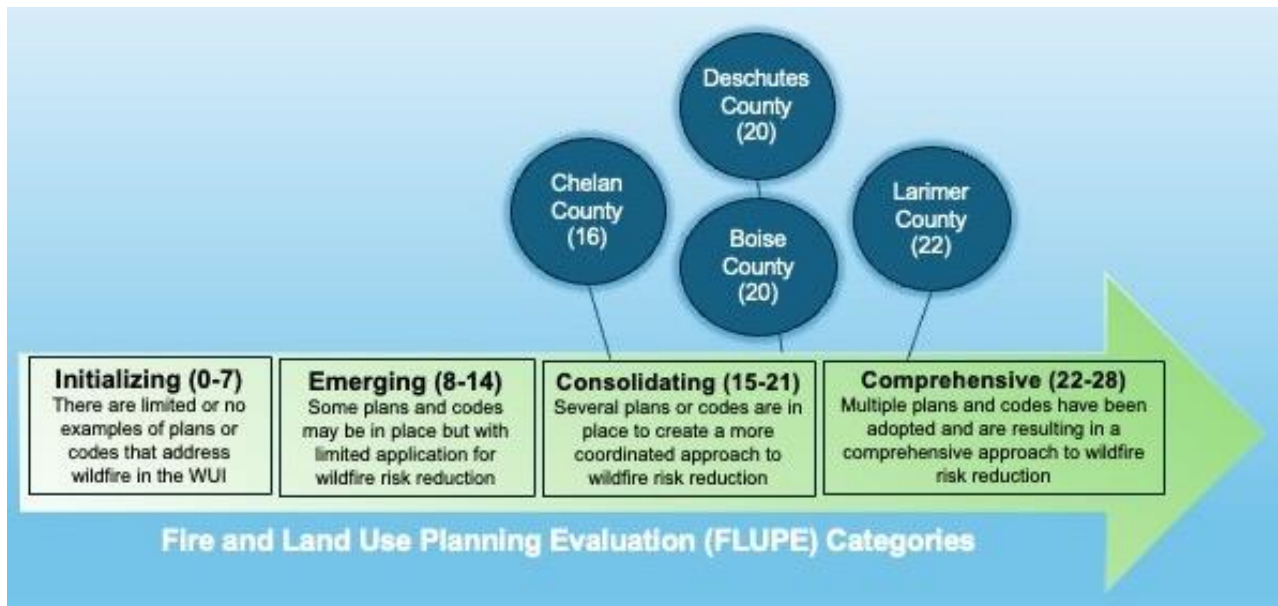 Deschutes
County
(20)
Chelan
County
(16)
Boise
County
(20)
Larimer
County
(22)
Initializing (0-7)
There are limited or no
examples of plans or
codes that address
wildfire in the WUI
Emerging (8-14)
Some plans and codes
may be in place but with
limited application for
wildfire risk reduction
Consolidating (15-21)
Several plans or codes are in
place to create a more
coordinated approach to
wildfire risk reduction
Comprehensive (22-28)
Multiple plans and codes have been
adopted and are resulting in a
comprehensive approach to wildfire
risk reduction
Fire and Land Use Planning Evaluation (FLUPE) Categories